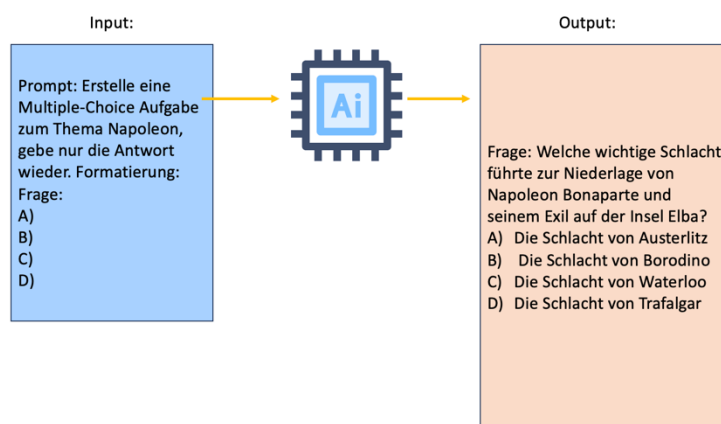 Input:
Output:
Prompt: Erstelle eine
Multiple-Choice Aufgabe
zum Thema Napoleon,
gebe nur die Antwort
wieder. Formatierung:
Frage:
A)
B)
C)
D)
Ai
Frage: Welche wichtige Schlacht
führte zur Niederlage von
Napoleon Bonaparte und
seinem Exil auf der Insel Elba?
A) Die Schlacht von Austerlitz
B) Die Schlacht von Borodino
C) Die Schlacht von Waterloo
D) Die Schlacht von Trafalgar